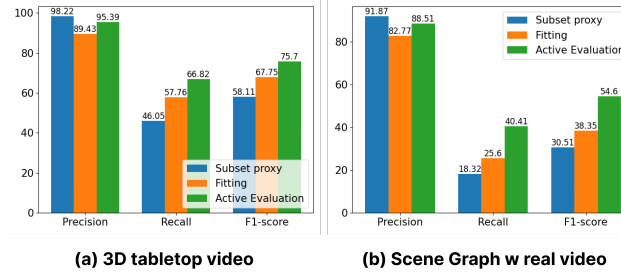 100
80
60
40
20
0
98.22
89.43
95.39
46.05
57.76
66.82
58.11
67.75
75.7
Subset proxy
Fitting
Active Evaluation
Precision Recall F1-score
(a) 3D tabletop video
80
60
40
20
0
91.87
82.77
88.51
18.32
25.6
40.41
30.51
38.35
54.6
Subset proxy
Fitting
Active Evaluation
Precision Recall F1-score
(b) Scene Graph w real video